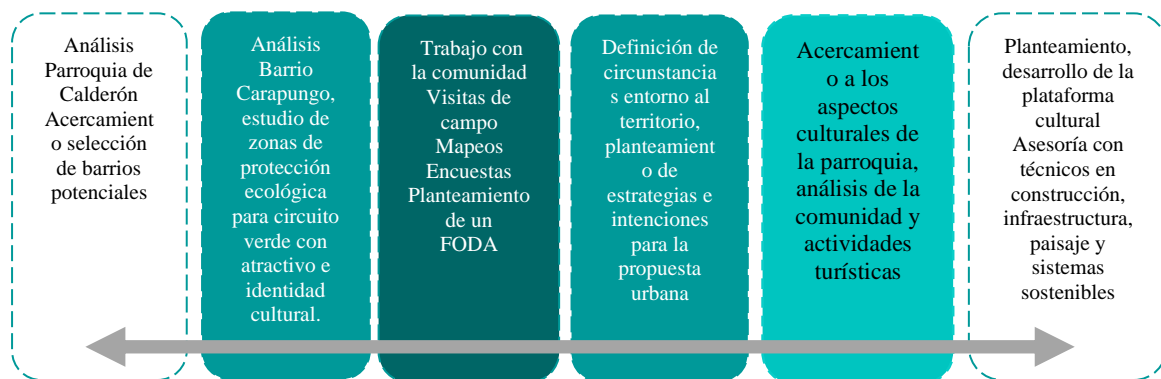 Análisis
Parroquia de
Calderón
Acercamient
o selección
de barrios
potenciales
Análisis
Barrio
Carapungo,
estudio de
zonas de
protección
ecológica
para circuito
verde con
atractivo e
identidad
cultural.
Trabajo con
la comunidad
Visitas de
campo
Mapeos
Encuestas
Planteamiento
de un
FODA
Definición de
circunstancia
s entorno al
territorio,
planteamient
o de
estrategias e
intenciones
para la
propuesta
urbana
Acercamient
o a los
aspectos
culturales de
la parroquia,
análisis de la
comunidad y
actividades
turísticas
Planteamiento,
desarrollo de la
plataforma
cultural
Asesoría con
técnicos en
construcción,
infraestructura,
paisaje y
sistemas
sostenibles